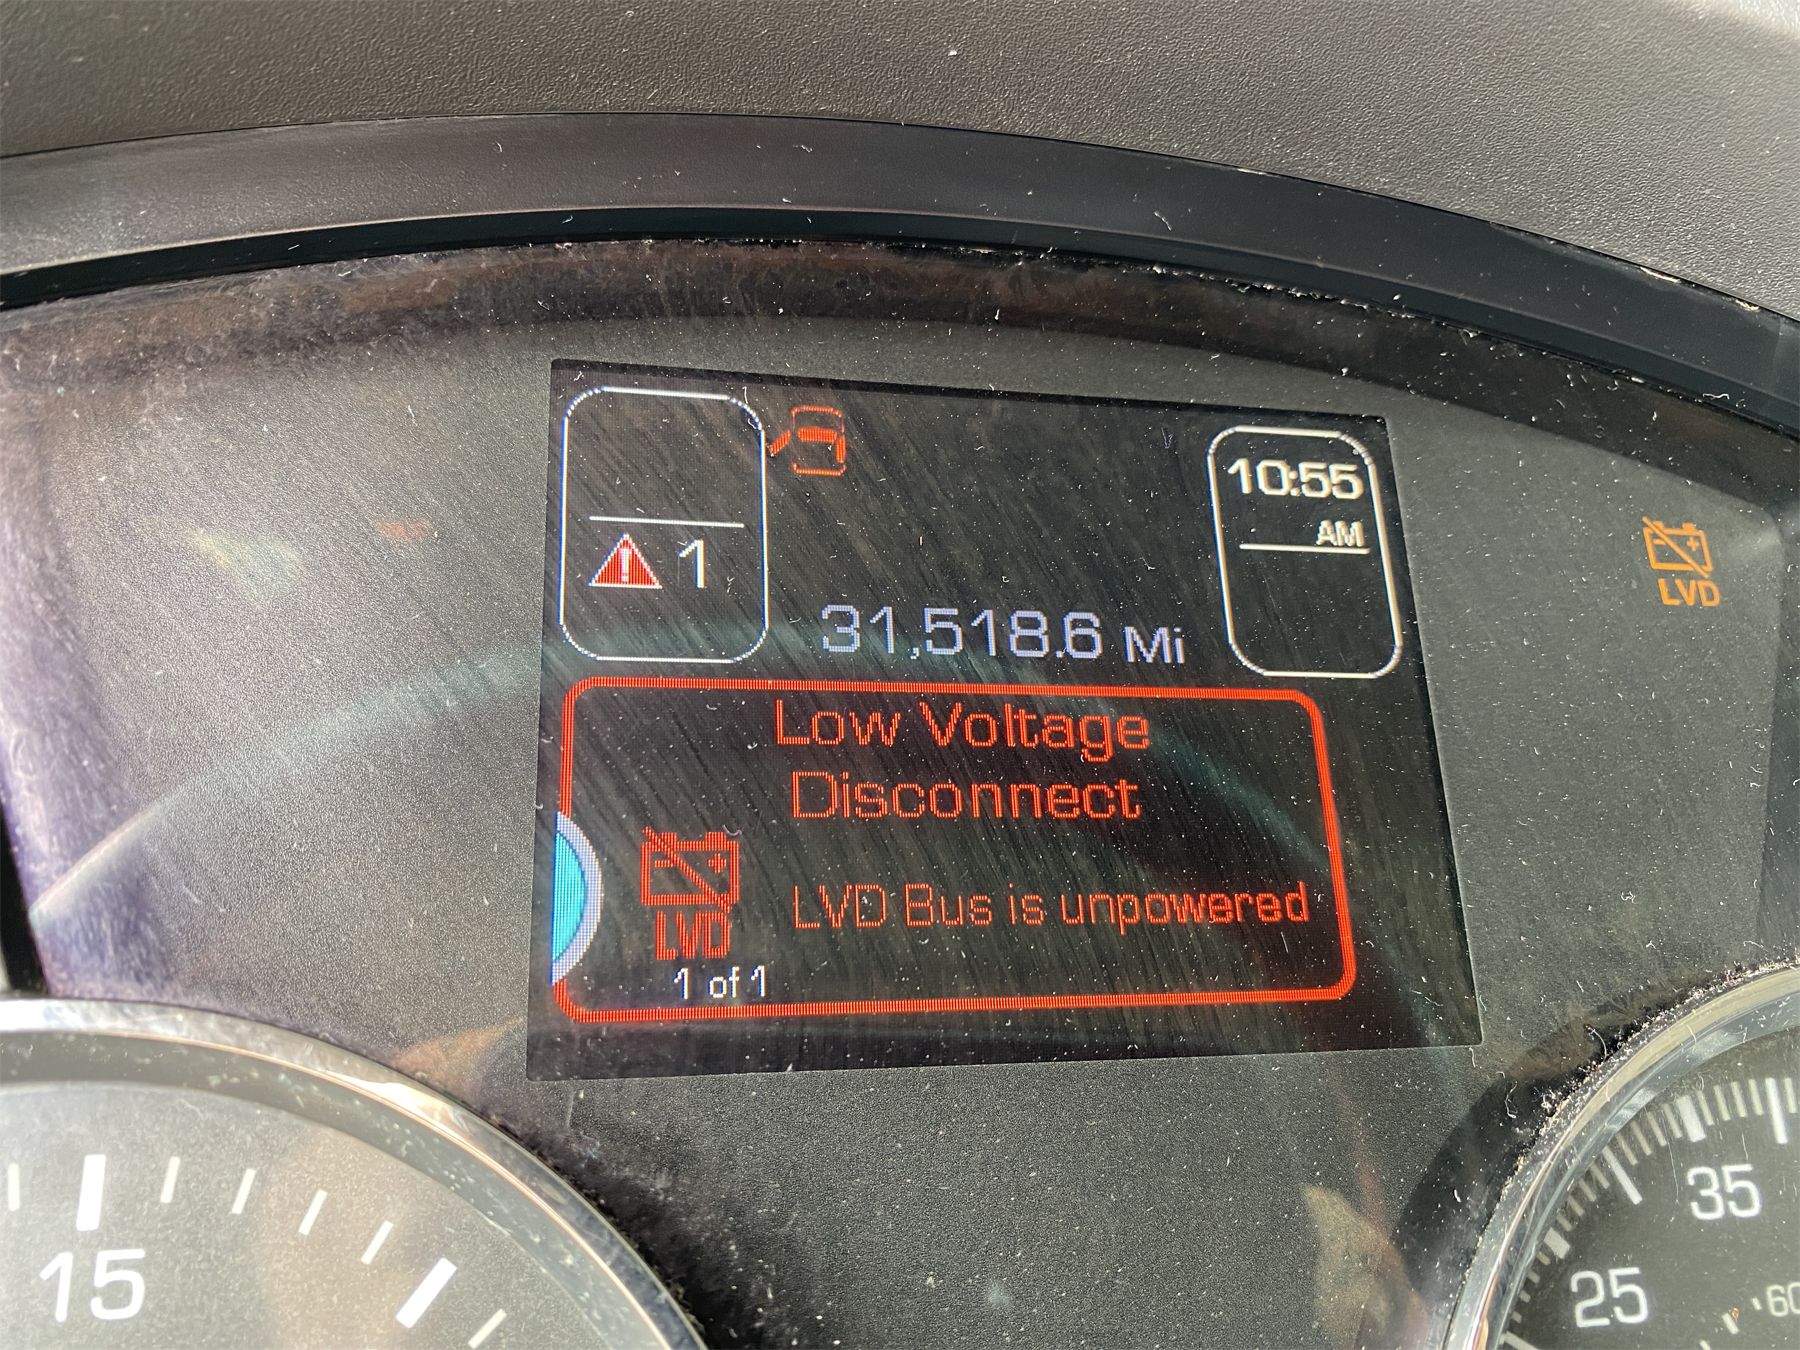 10:55
AM
1
31,518.6 Mi
LVD
Low Voltage
Disconnect
LVD Bus is unpowered
LVD
1 of 1
15
35
25
60